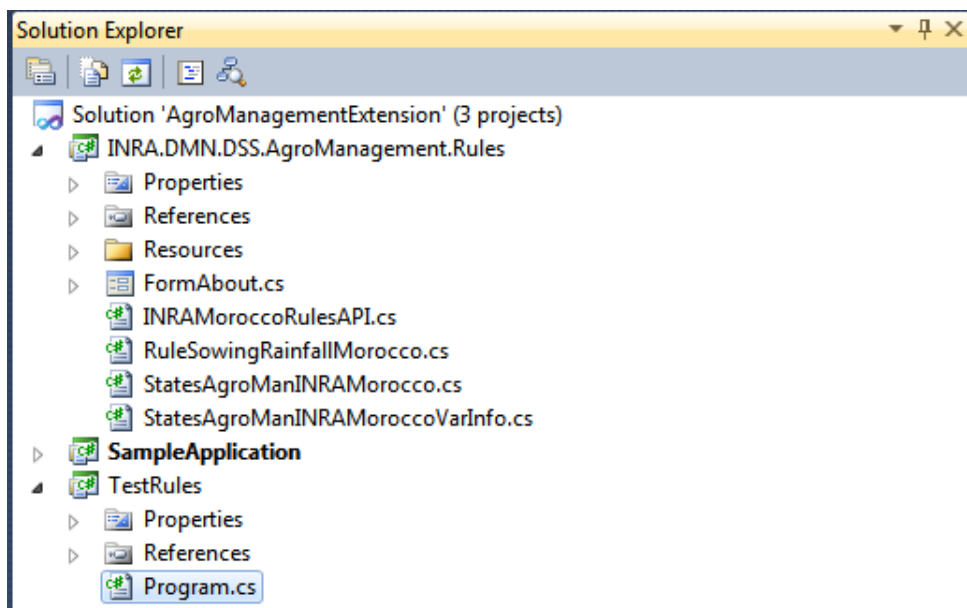 Solution Explorer
Solution 'AgroManagementExtension' (3 projects)
INRA.DMN.DSS.AgroManagement.Rules
Properties
References
Resources
FormAbout.cs
INRAMoroccoRulesAPI.cs
RuleSowingRainfallMorocco.cs
StatesAgroManINRAMorocco.cs
StatesAgroManINRAMoroccoVarInfo.cs
SampleApplication
TestRules
Properties
References
Program.cs